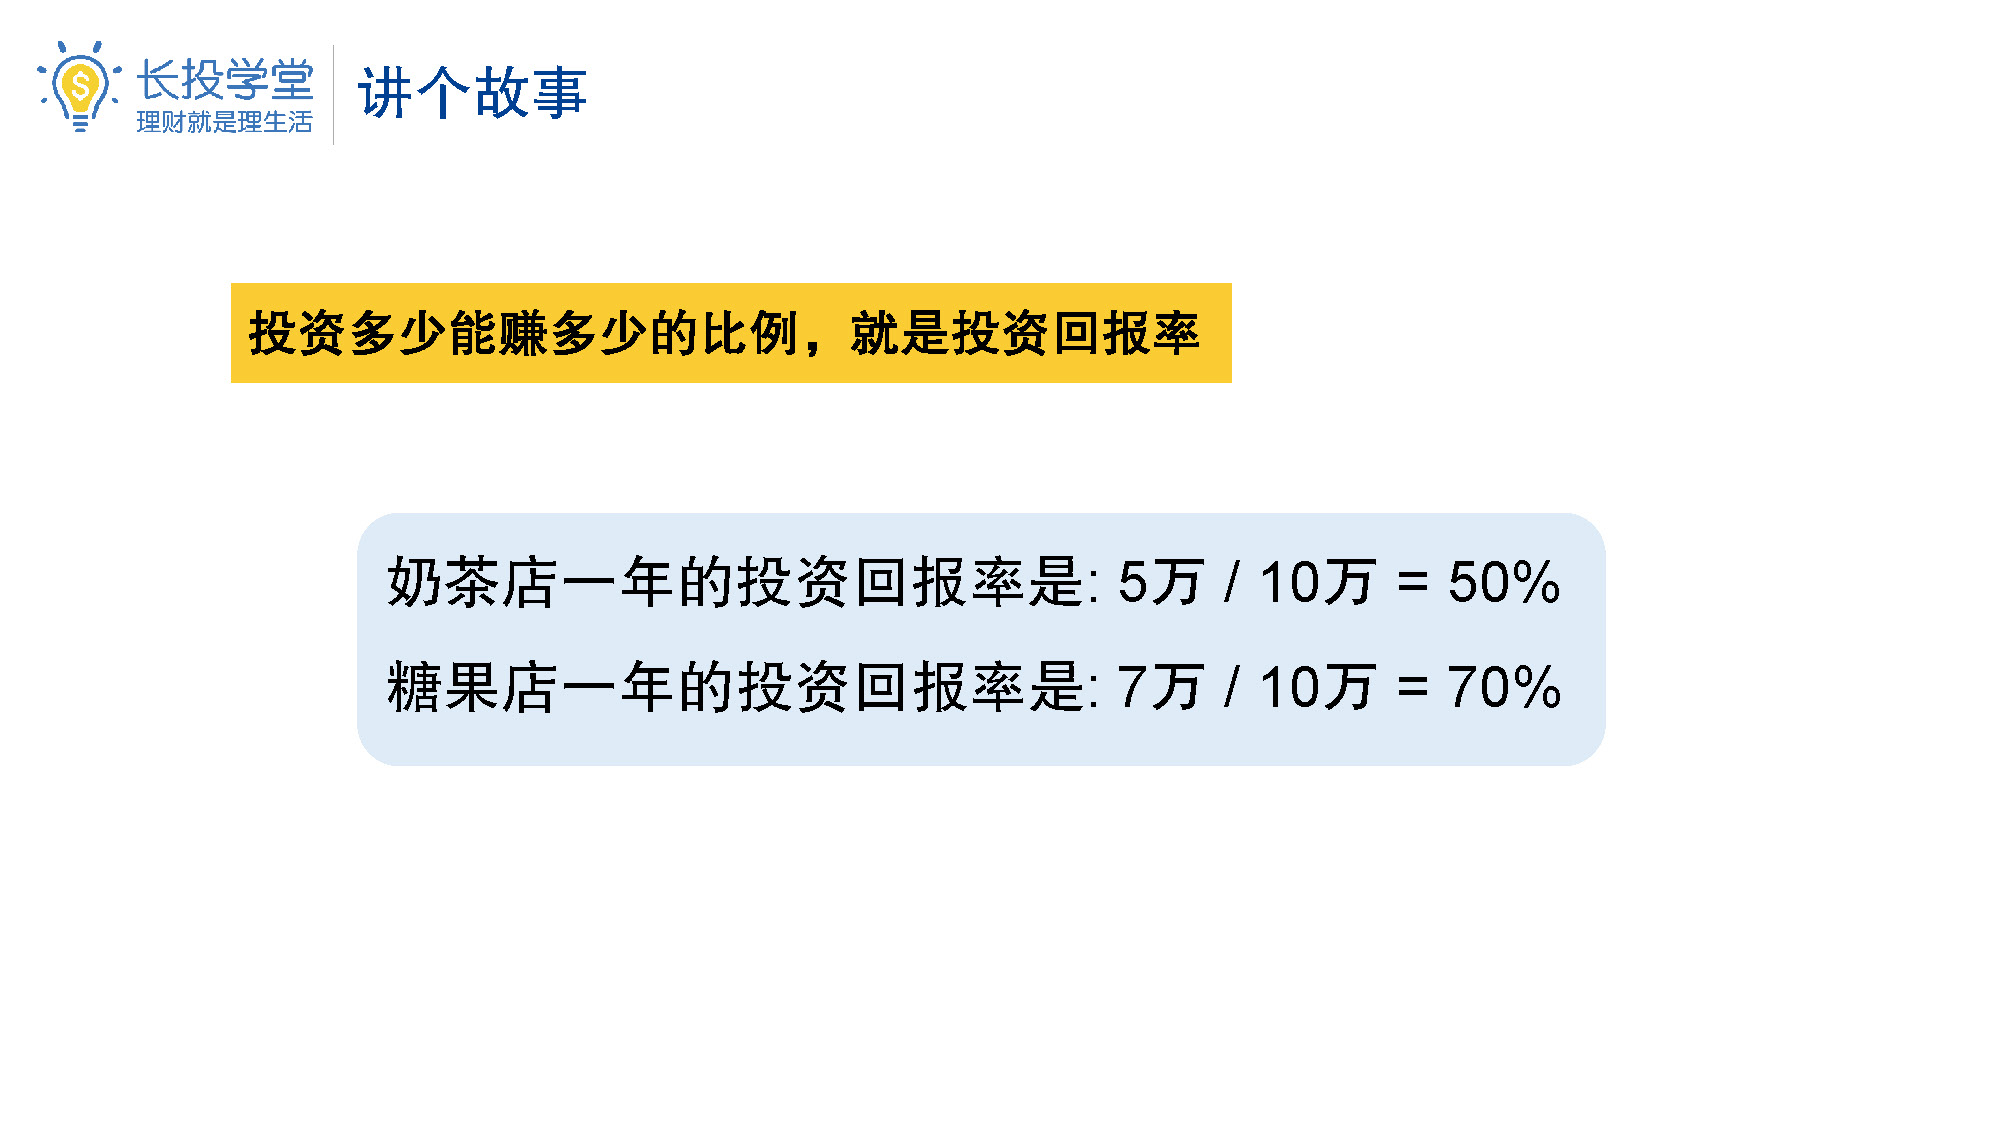 长投学堂
理财就是理生活
讲个故事
投资多少能赚多少的比例，就是投资回报率
奶茶店一年的投资回报率是: 5万 / 10万 = 50%
糖果店一年的投资回报率是: 7万 / 10万 = 70%